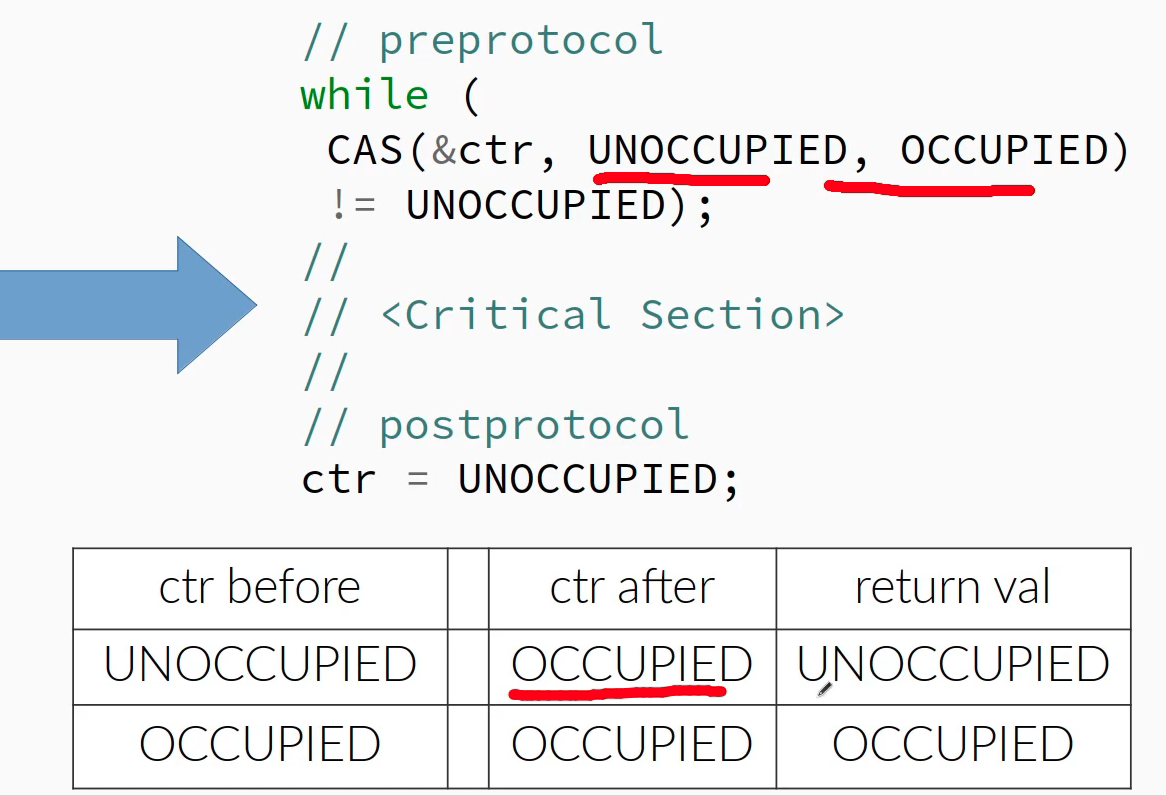 // preprotocol
while (
CAS(&ctr, UNOCCUPIED, OCCUPIED)
!= UNOCCUPIED);
//
// <Critical Section>
//
// postprotocol
ctr = UNOCCUPIED;
ctr before ctr after return val
UNOCCUPIED OCCUPIED UNOCCUPIED
OCCUPIED OCCUPIED OCCUPIED